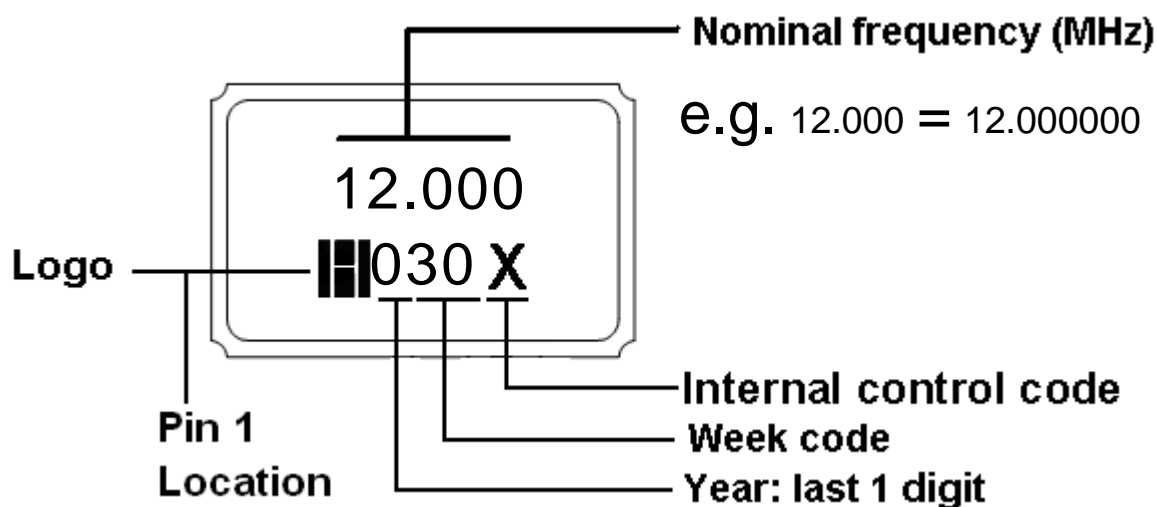 Nominal frequency (MHz)
e.g. 12.000 = 12.000000
12.000
030 X
Logo
Pin 1
Location
Internal control code
Week code
Year: last 1 digit